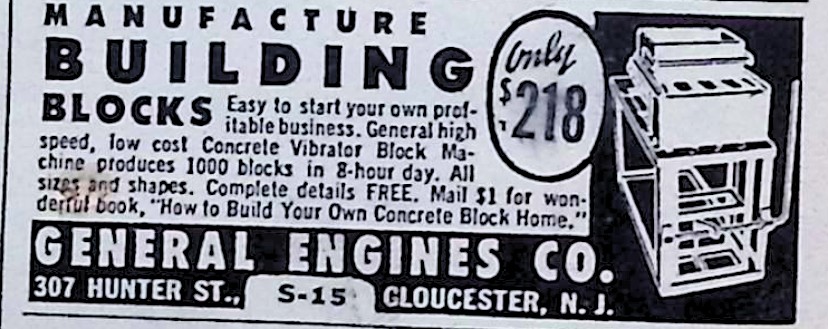 MANUFACTURE
BUILDING
BLOCKS Easy to start your own prof-
itable business. General high
speed, low cost Concrete Vibrator Block Ma-
chine produces 1000 blocks in 8-hour day. All
sizes and shapes. Complete details FREE. Mail $1 for won-
derful book, "How to Build Your Own Concrete Block Home."
Only
$218
GENERAL ENGINES CO.
307 HUNTER ST., S-15 GLOUCESTER, N. J.